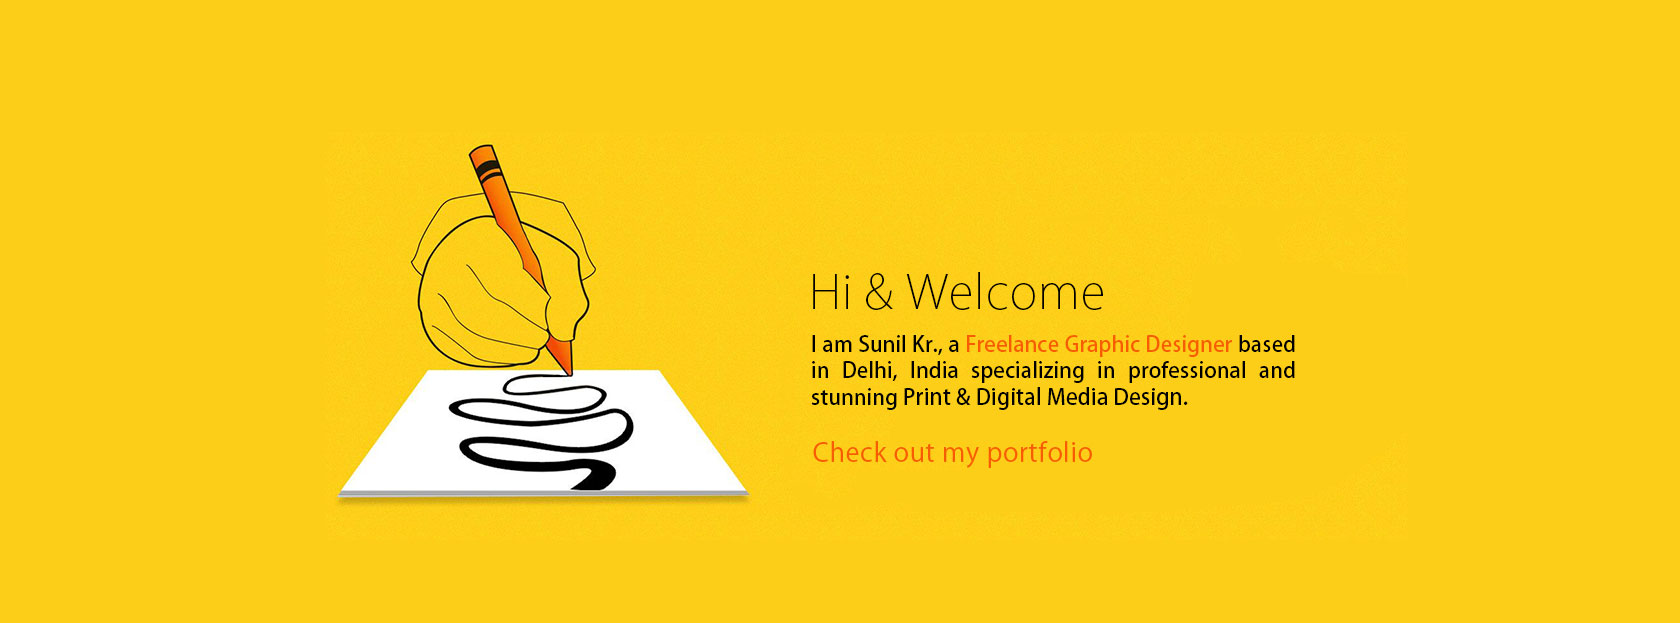 Hi & Welcome
I am Sunil Kr., a Freelance Graphic Designer based
in Delhi, India specializing in professional and
stunning Print & Digital Media Design.
Check out my portfolio